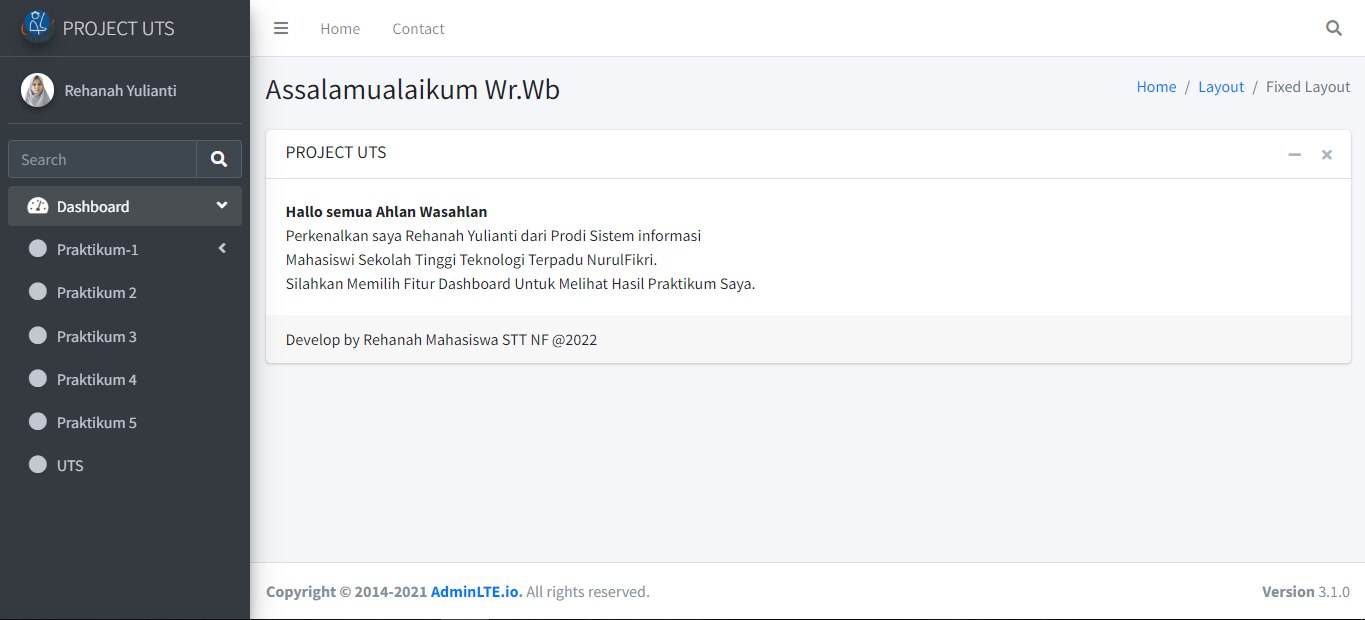 PROJECT UTS
Home
Contact
Rehanah Yulianti
Search
Dashboard
Praktikum-1
Praktikum 2
Praktikum 3
Praktikum 4
Praktikum 5
UTS
Assalamualaikum Wr.Wb
Home / Layout / Fixed Layout
PROJECT UTS
Hallo semua Ahlan Wasahlan
Perkenalkan saya Rehanah Yulianti dari Prodi Sistem informasi
Mahasiswi Sekolah Tinggi Teknologi Terpadu NurulFikri.
Silahkan Memilih Fitur Dashboard Untuk Melihat Hasil Praktikum Saya.
Develop by Rehanah Mahasiswa STT NF @2022
Copyright © 2014-2021 AdminLTE.io. All rights reserved.
Version 3.1.0